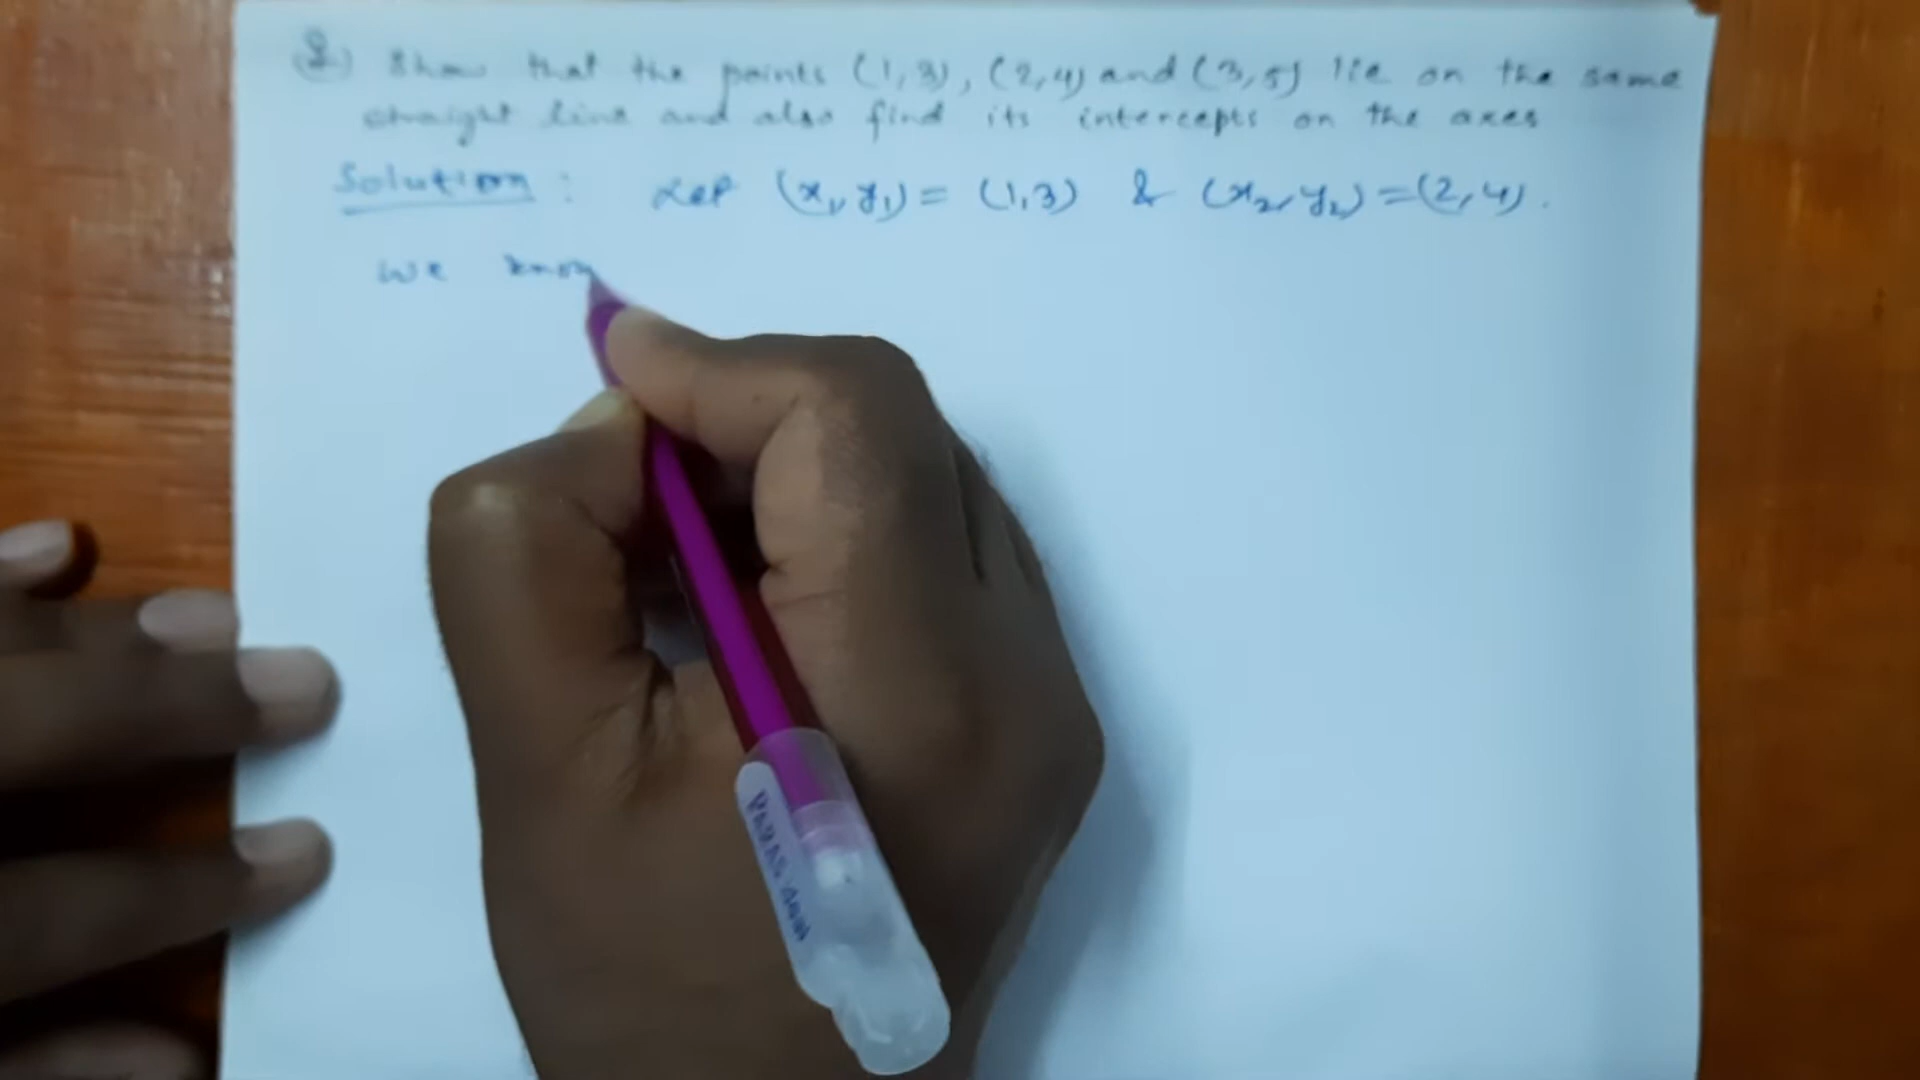 Q) Show that the points (1,3), (2,4) and (3,5) lie on the same
straight line and also find its intercepts on the axes
Solution : Let (x₁, y₁) = (1,3) & (x₂, y₂) = (2,4).
We know